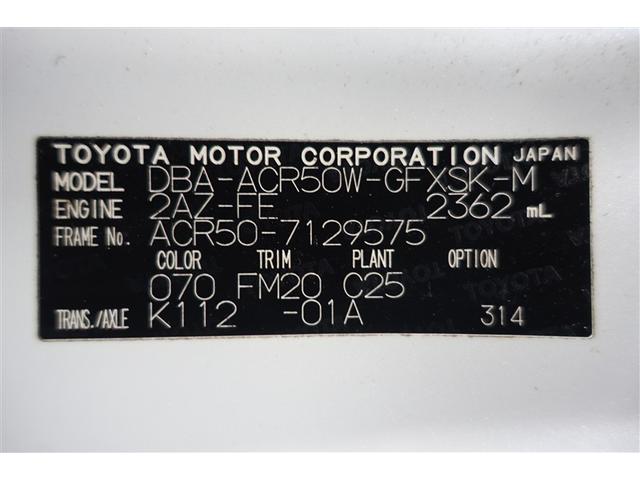 TOYOTA MOTOR CORPORATION JAPAN
MODEL DBA-ACR50W-GFXSK-M
ENGINE 2AZ-FE 2362 mL
FRAME No. ACR50-7129575
COLOR TRIM PLANT OPTION
070 FM20 C25
TRANS./AXLE K112 -01A 314